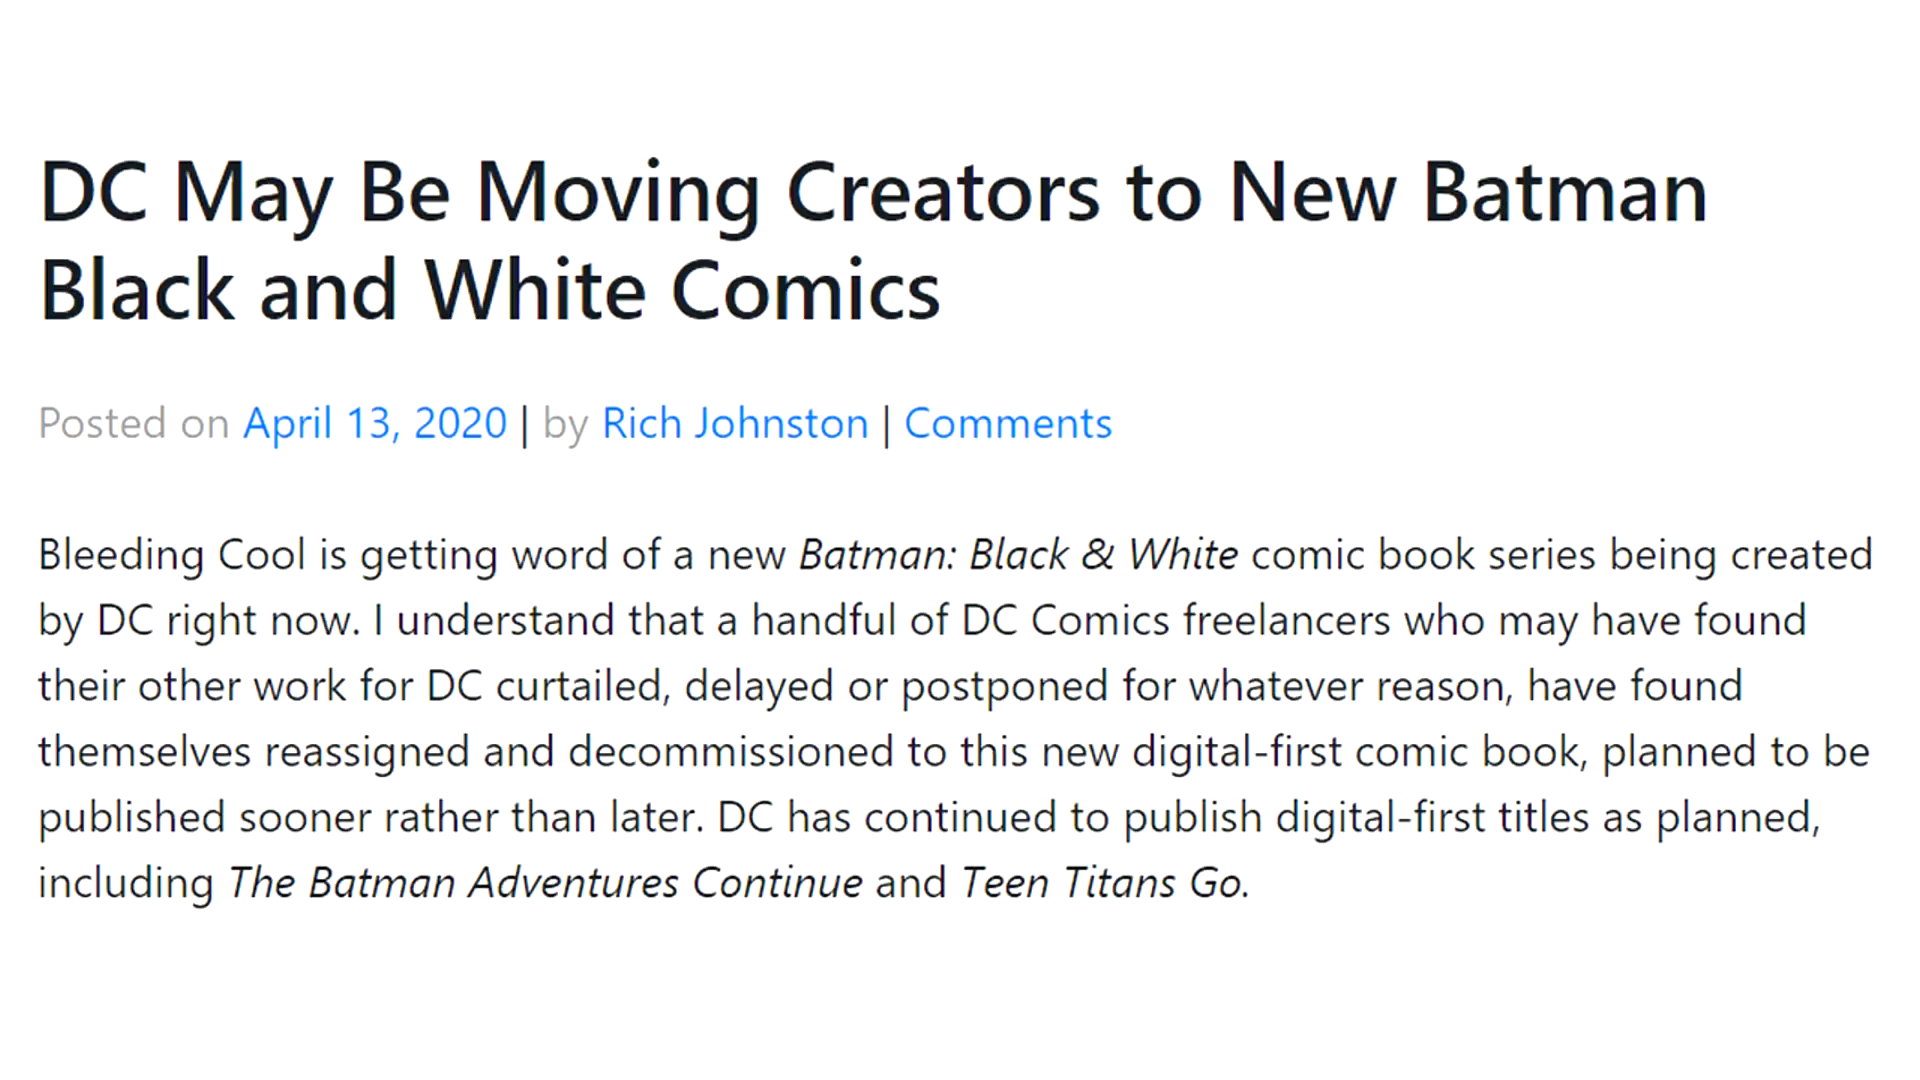 DC May Be Moving Creators to New Batman
Black and White Comics
Posted on April 13, 2020 | by Rich Johnston | Comments
Bleeding Cool is getting word of a new Batman: Black & White comic book series being created
by DC right now. I understand that a handful of DC Comics freelancers who may have found
their other work for DC curtailed, delayed or postponed for whatever reason, have found
themselves reassigned and decommissioned to this new digital-first comic book, planned to be
published sooner rather than later. DC has continued to publish digital-first titles as planned,
including The Batman Adventures Continue and Teen Titans Go.